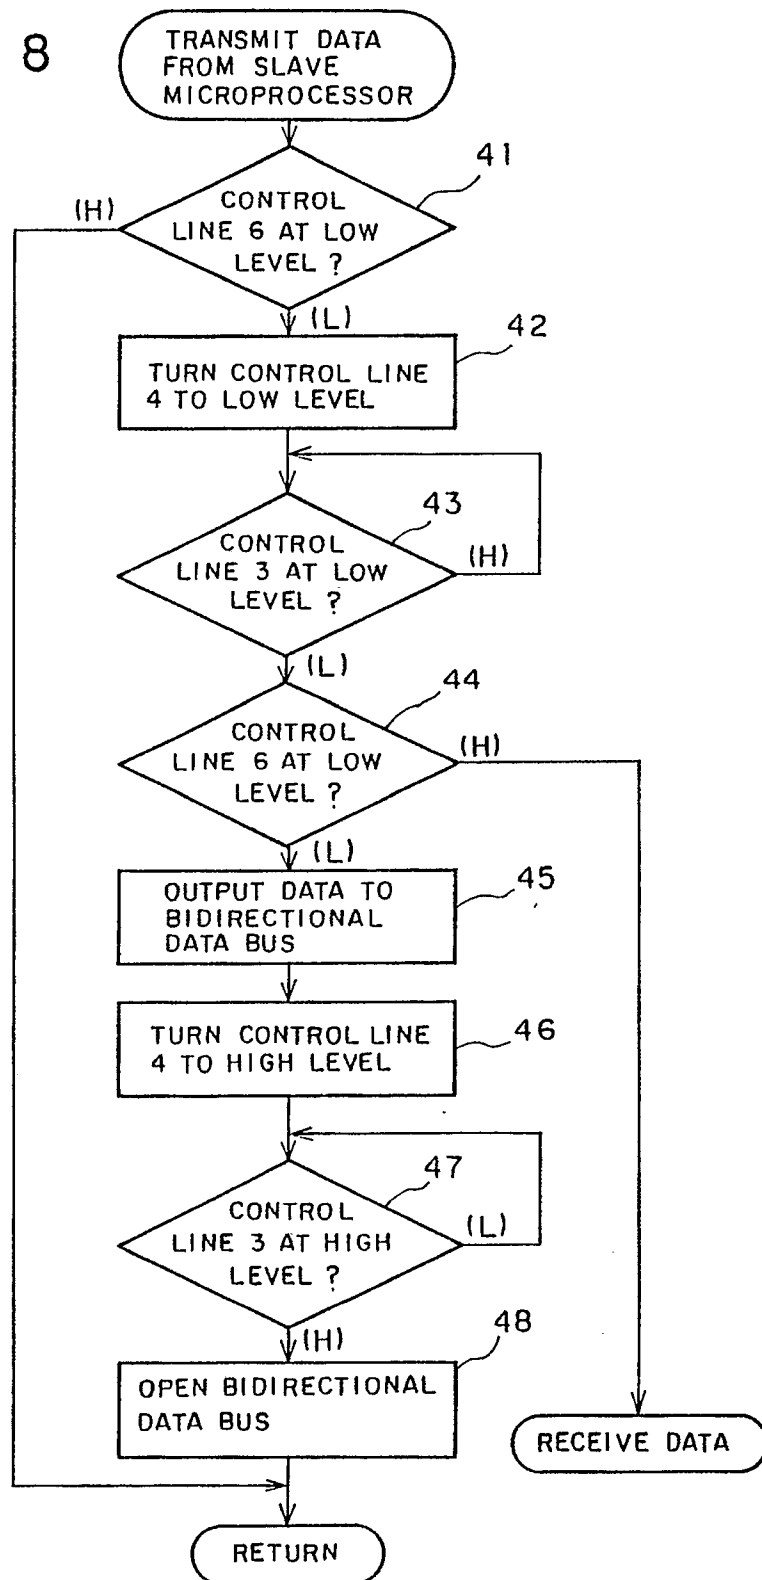 8
TRANSMIT DATA
FROM SLAVE
MICROPROCESSOR
41
CONTROL
LINE 6 AT LOW
LEVEL ?
(H)
(L)
42
TURN CONTROL LINE
4 TO LOW LEVEL
43
CONTROL
LINE 3 AT LOW
LEVEL ?
(H)
(L)
44
CONTROL
LINE 6 AT LOW
LEVEL ?
(H)
(L)
45
OUTPUT DATA TO
BIDIRECTIONAL
DATA BUS
46
TURN CONTROL LINE
4 TO HIGH LEVEL
47
CONTROL
LINE 3 AT HIGH
LEVEL ?
(L)
(H)
48
OPEN BIDIRECTIONAL
DATA BUS
RECEIVE DATA
RETURN